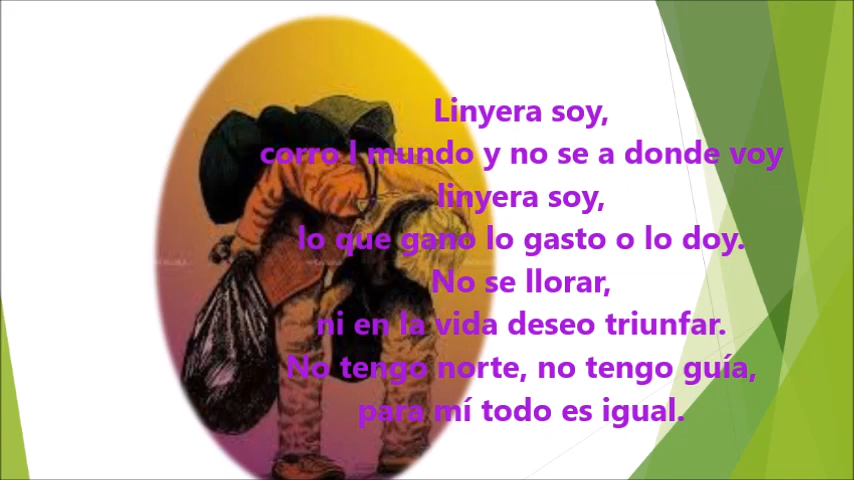 Linyera soy,
corro l mundo y no se a donde voy
linyera soy,
lo que gano lo gasto o lo doy.
No se llorar,
ni en la vida deseo triunfar.
No tengo norte, no tengo guía,
para mí todo es igual.